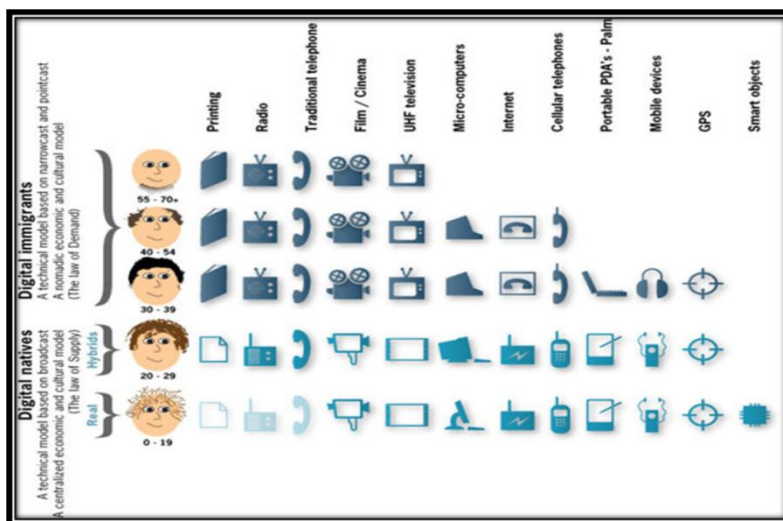 Printing
Radio
Traditional telephone
Film / Cinema
UHF television
Micro-computers
Internet
Cellular telephones
Portable PDA's - Palm
Mobile devices
GPS
Smart objects
Digital immigrants
A technical model based on narrowcast and pointcast
A nomadic economic and cultural model
(The law of Demand)
55 - 70+
40 - 54
30 - 39
Digital natives
A technical model based on broadcast
A centralized economic and cultural model
(The law of Supply)
Hybrids
20 - 29
Real
0 - 19